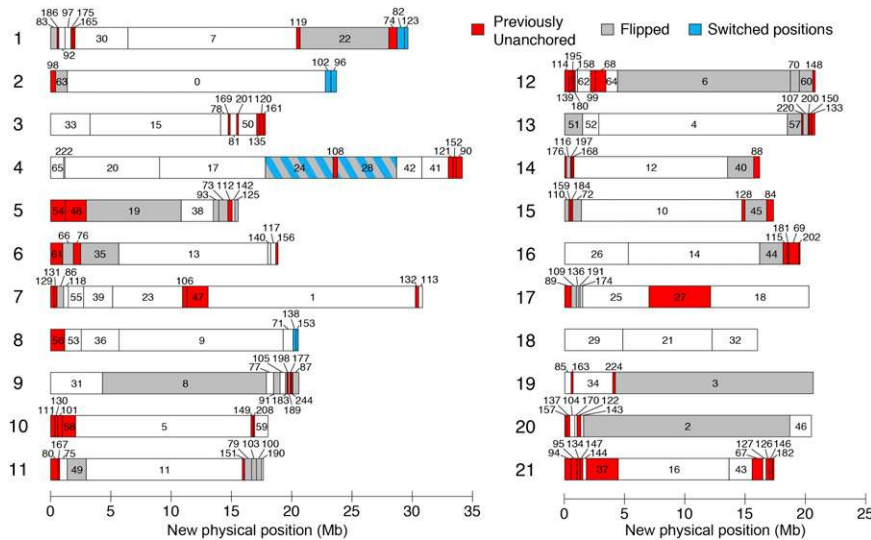 Previously Unanchored
Flipped
Switched positions
186 97 175 119 82
83 165 74 123
1 30 7 22
92
98 102 96
2 63 0
169 201 120
78 161
3 33 15 50
81 135
222 108 152
121 90
4 65 20 17 24 28 42 41
73 112 142
93 125
5 54 48 19 38
66 76 117
140 156
6 61 35 13
131 86 106 132 113
129 118
7 55 39 23 47 1
138
71 153
8 56 53 36 9
105 198 177
77 87
9 31 8
91 183 244
189
130
111 101 149 208
10 58 5 59
167 79 103 100
80 75 151 190
11 49 11
0 5 10 15 20 25 30 35
New physical position (Mb)
195
114 158 68 70 148
12 62 64 6 60
139 99
180 107 200 150
220 133
13 51 52 4 57
116 197
176 168 88
14 12 40
159 184 128 84
110 72
15 10 45
181 69
115 202
16 26 14 44
109 136 191
89 174
17 25 27 18
18 29 21 32
85 163 224
19 34 3
137 104 170 122
157 143
20 2 46
95 134 147 127 126 146
94 144 67 182
21 37 16 43
0 5 10 15 20 25
New physical position (Mb)